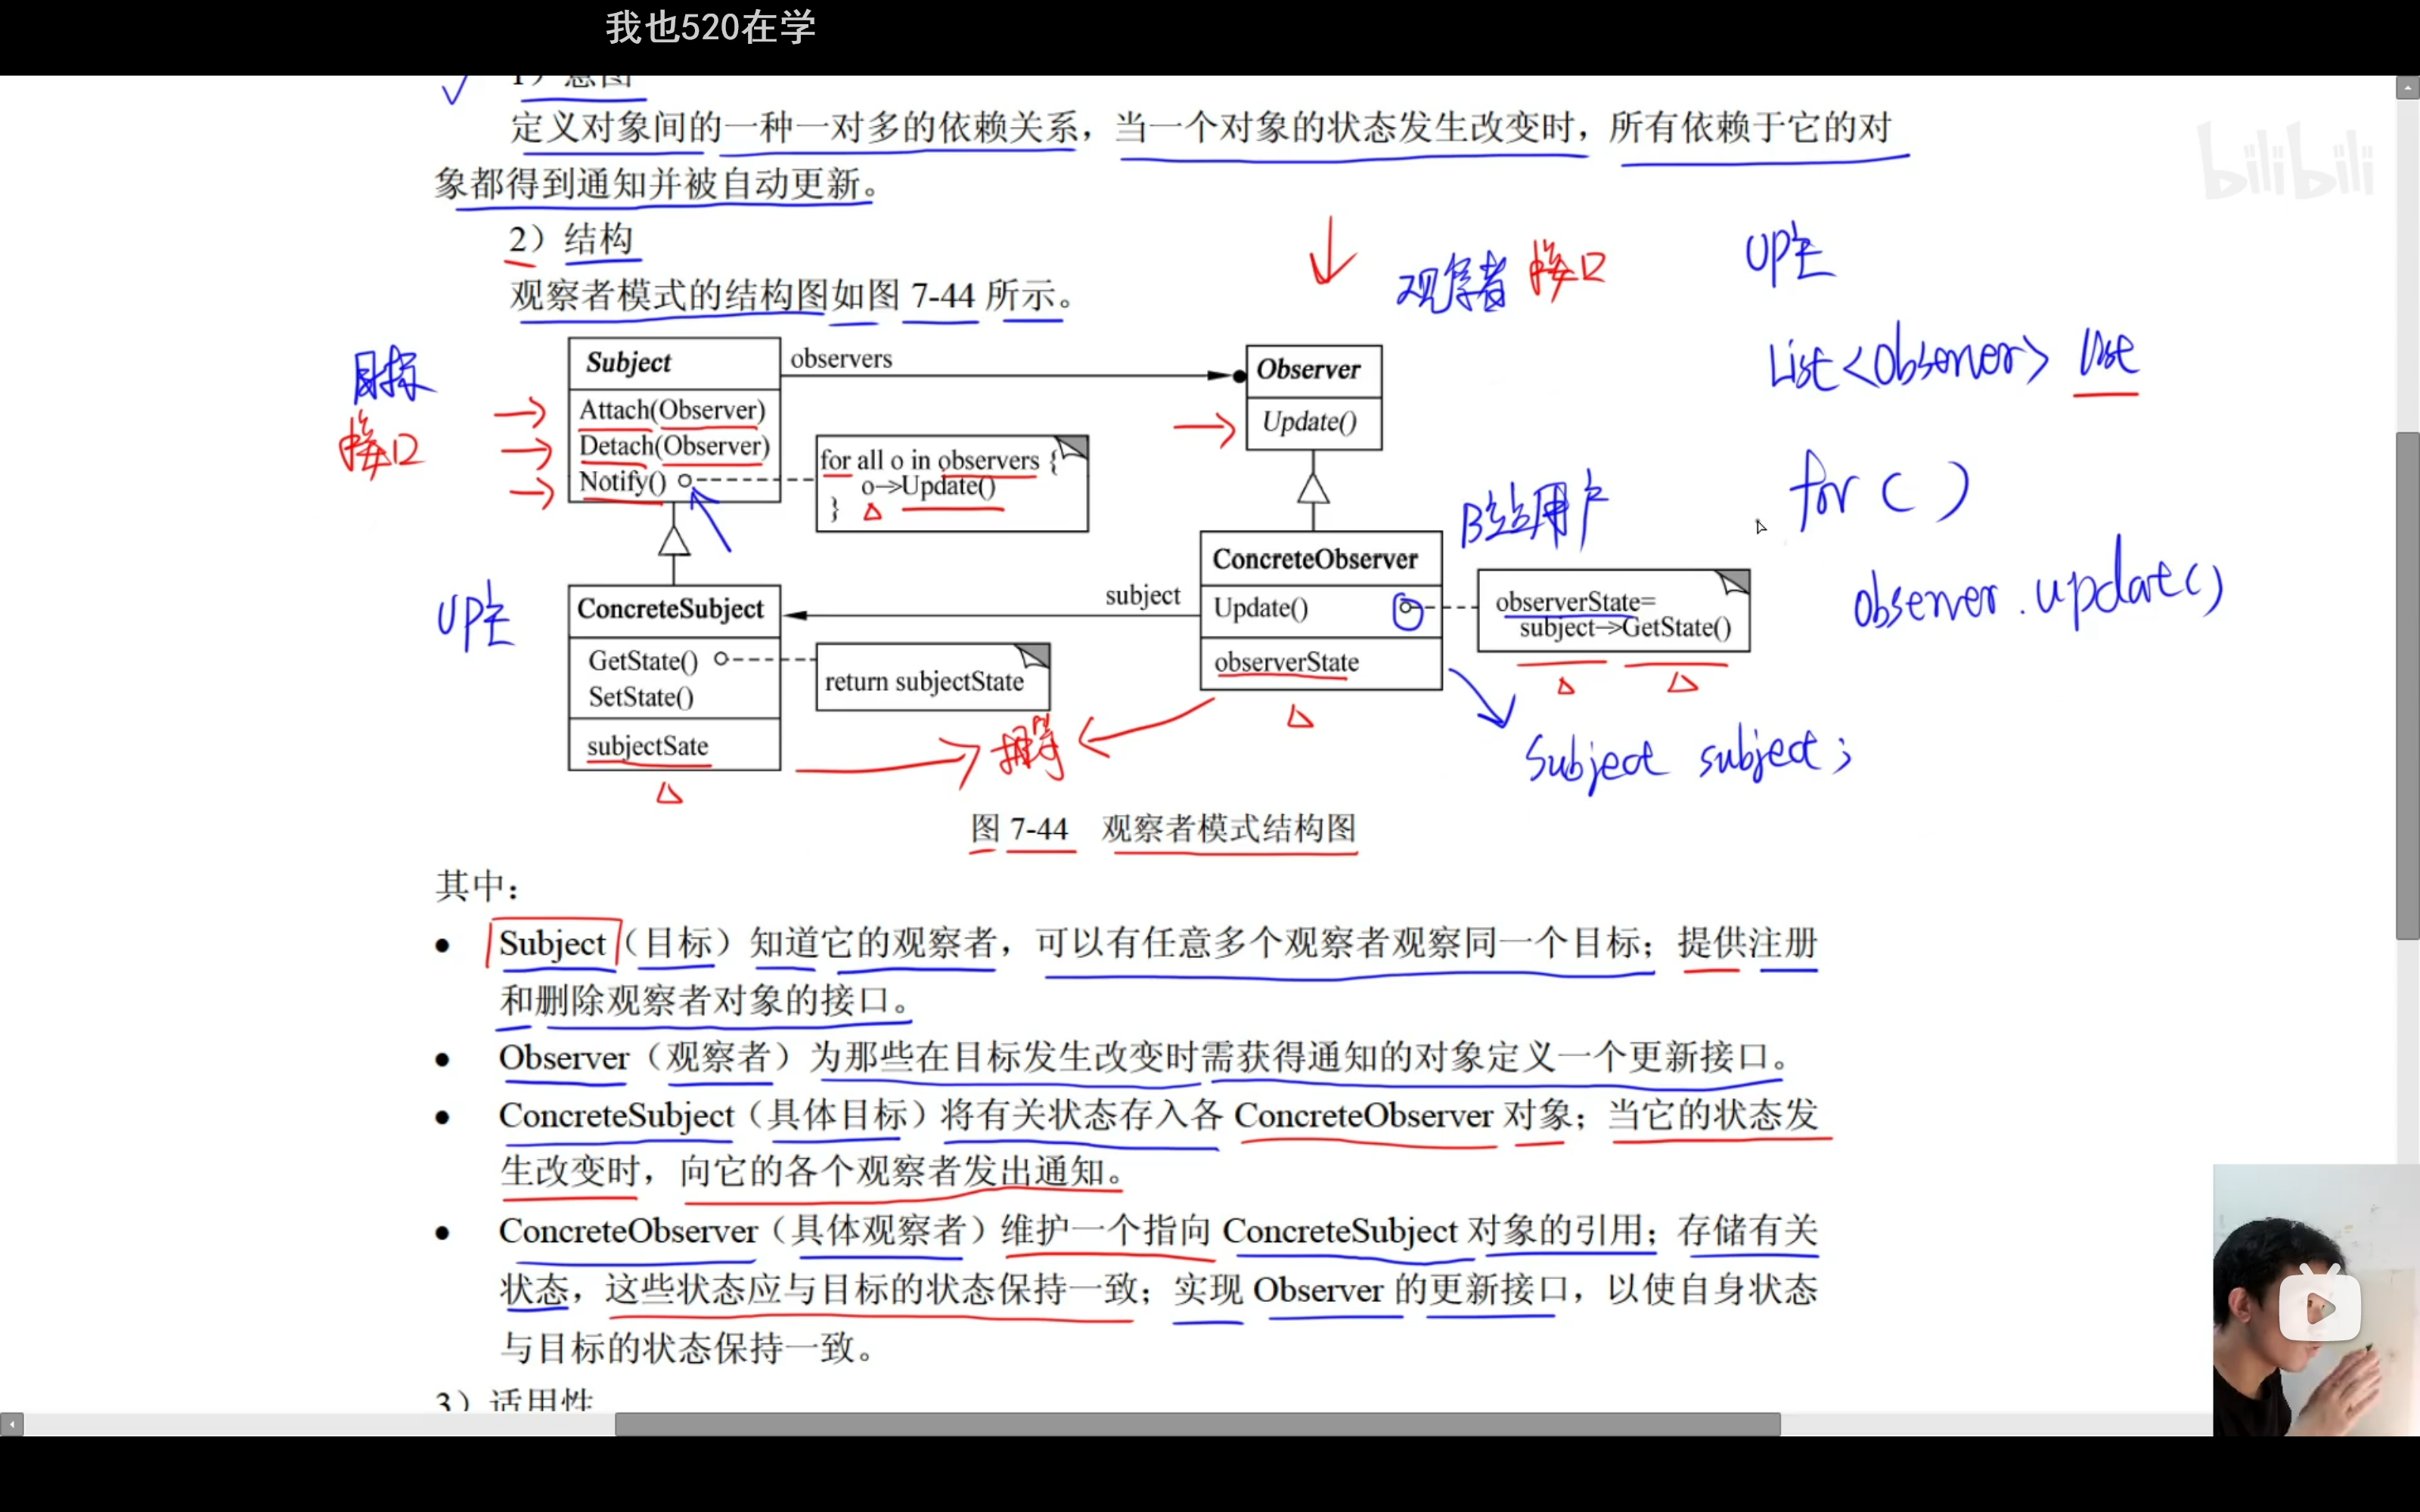 我也520在学
1）意图
定义对象间的一种一对多的依赖关系，当一个对象的状态发生改变时，所有依赖于它的对
象都得到通知并被自动更新。
bilibili
2）结构
观察者模式的结构图如图 7-44 所示。
观察者 接口
UP主
List<Observer> list
for ( )
observer.update()
目标
接口
Subject
Attach(Observer)
Detach(Observer)
Notify()
observers
Observer
Update()
for all o in observers {
o->Update()
}
B站用户
UP主
ConcreteSubject
GetState()
SetState()
subjectSate
return subjectState
subject
ConcreteObserver
Update()
observerState
observerState=
subject->GetState()
Subject subject;
图 7-44 观察者模式结构图
其中：
● Subject（目标）知道它的观察者，可以有任意多个观察者观察同一个目标；提供注册
和删除观察者对象的接口。
● Observer（观察者）为那些在目标发生改变时需获得通知的对象定义一个更新接口。
● ConcreteSubject（具体目标）将有关状态存入各 ConcreteObserver 对象；当它的状态发
生改变时，向它的各个观察者发出通知。
● ConcreteObserver（具体观察者）维护一个指向 ConcreteSubject 对象的引用；存储有关
状态，这些状态应与目标的状态保持一致；实现 Observer 的更新接口，以使自身状态
与目标的状态保持一致。
3）适用性